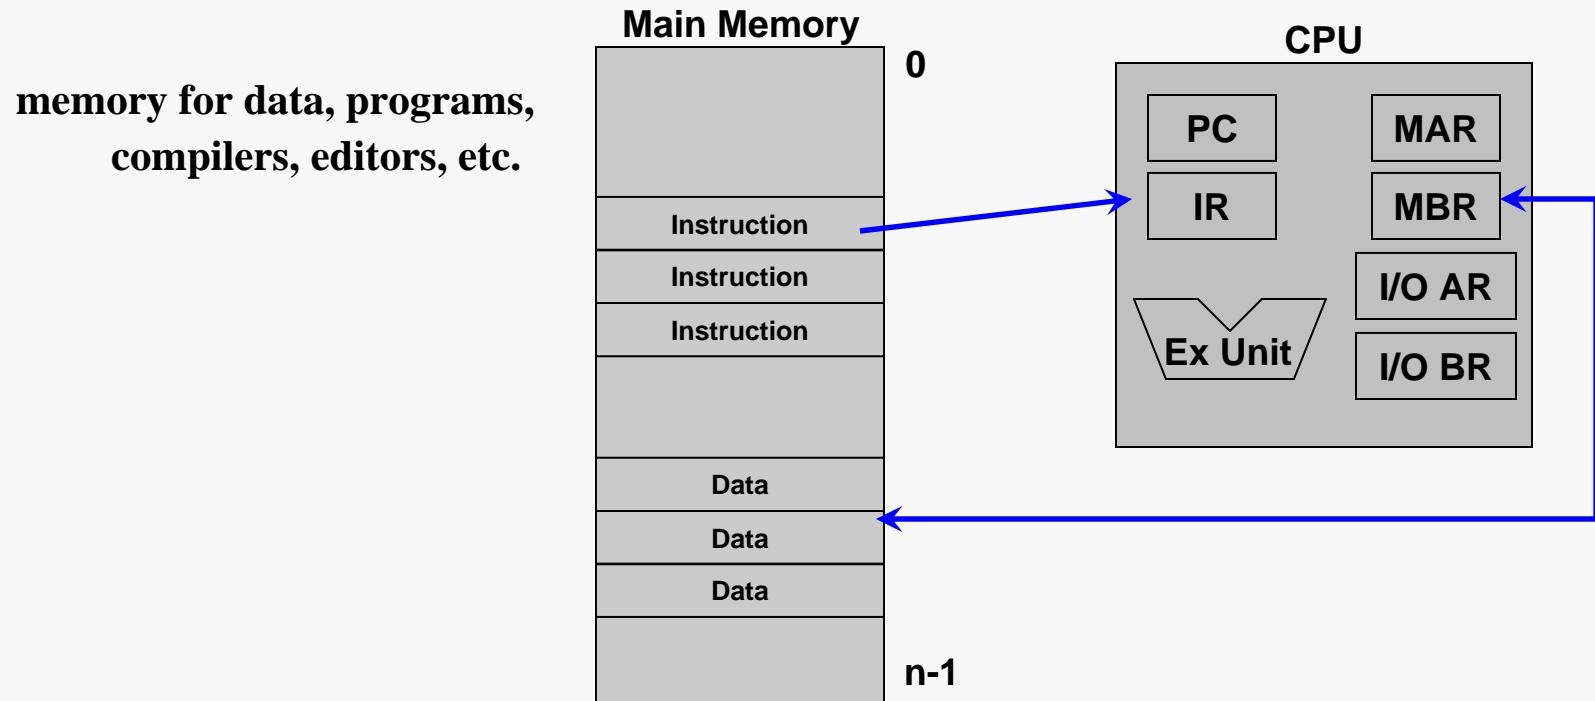 memory for data, programs,
compilers, editors, etc.
Main Memory
0
Instruction
Instruction
Instruction
Data
Data
Data
n-1
CPU
PC
MAR
IR
MBR
I/O AR
Ex Unit
I/O BR